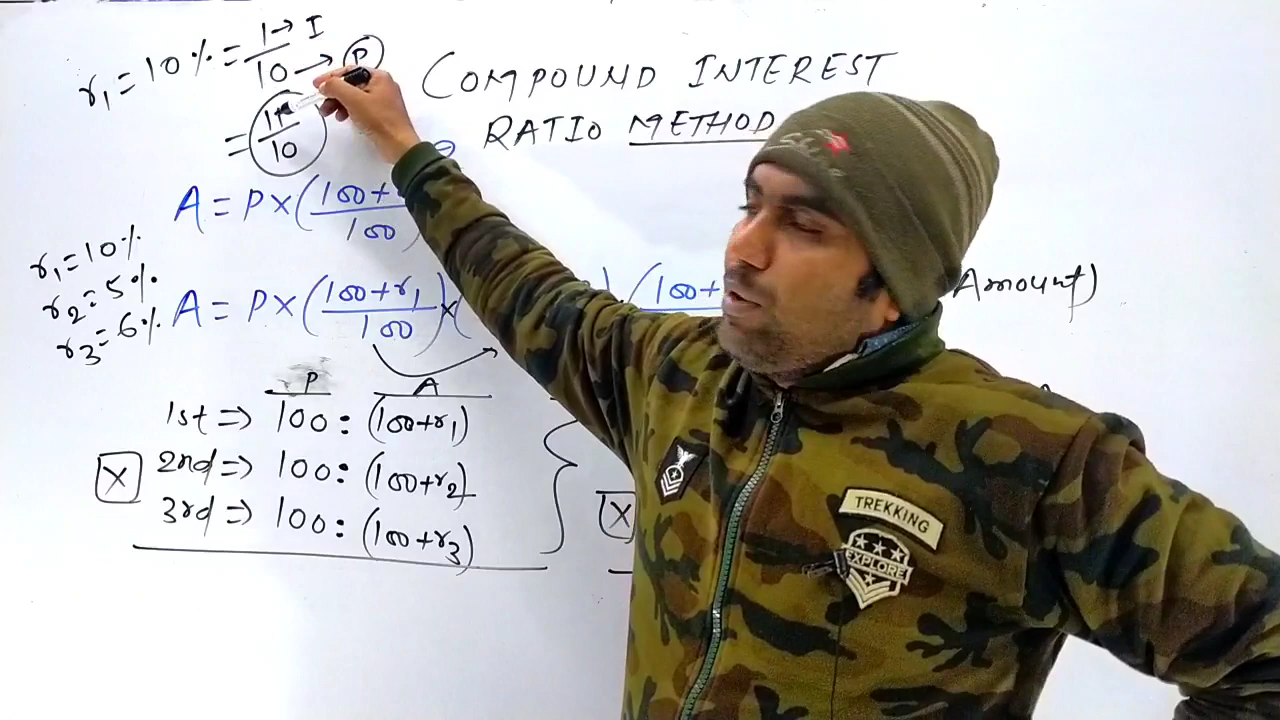 r₁ = 10% = 1 → I / 10 → P
COMPOUND INTEREST
RATIO METHOD
= 11 / 10
A = P × (100 + / 100
r₁ = 10%
r₂ = 5%
r₃ = 6%
A = P × (100 + r₁ / 100) × ( ) (100 +
Amount)
P A
1st ⇒ 100 : (100 + r₁)
X 2nd ⇒ 100 : (100 + r₂)
3rd ⇒ 100 : (100 + r₃)
X
TREKKING
EXPLORE